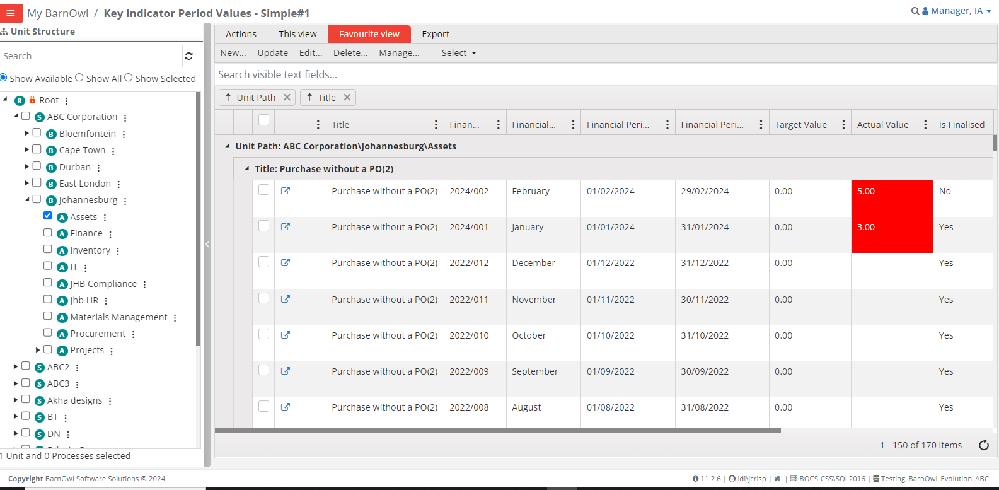 My BarnOwl / Key Indicator Period Values - Simple#1
Manager, IA
Unit Structure
Search
Show Available Show All Show Selected
R Root
S ABC Corporation
B Bloemfontein
B Cape Town
B Durban
B East London
B Johannesburg
A Assets
A Finance
A Inventory
A IT
A JHB Compliance
A Jhb HR
A Materials Management
A Procurement
A Projects
S ABC2
S ABC3
S Akha designs
S BT
S DN
1 Unit and 0 Processes selected
Actions This view Favourite view Export
New... Update Edit... Delete... Manage... Select
Search visible text fields...
Unit Path Title
Title Finan... Financial... Financial Peri... Financial Peri... Target Value Actual Value Is Finalised
Unit Path: ABC Corporation\Johannesburg\Assets
Title: Purchase without a PO(2)
Purchase without a PO(2) 2024/002 February 01/02/2024 29/02/2024 0.00 5.00 No
Purchase without a PO(2) 2024/001 January 01/01/2024 31/01/2024 0.00 3.00 Yes
Purchase without a PO(2) 2022/012 December 01/12/2022 31/12/2022 0.00 Yes
Purchase without a PO(2) 2022/011 November 01/11/2022 30/11/2022 0.00 Yes
Purchase without a PO(2) 2022/010 October 01/10/2022 31/10/2022 0.00 Yes
Purchase without a PO(2) 2022/009 September 01/09/2022 30/09/2022 0.00 Yes
Purchase without a PO(2) 2022/008 August 01/08/2022 31/08/2022 0.00 Yes
1 - 150 of 170 items
Copyright BarnOwl Software Solutions © 2024
11.2.6 | idi\jcrisp | | BOCS-CSS\SQL2016 | Testing_BarnOwl_Evolution_ABC